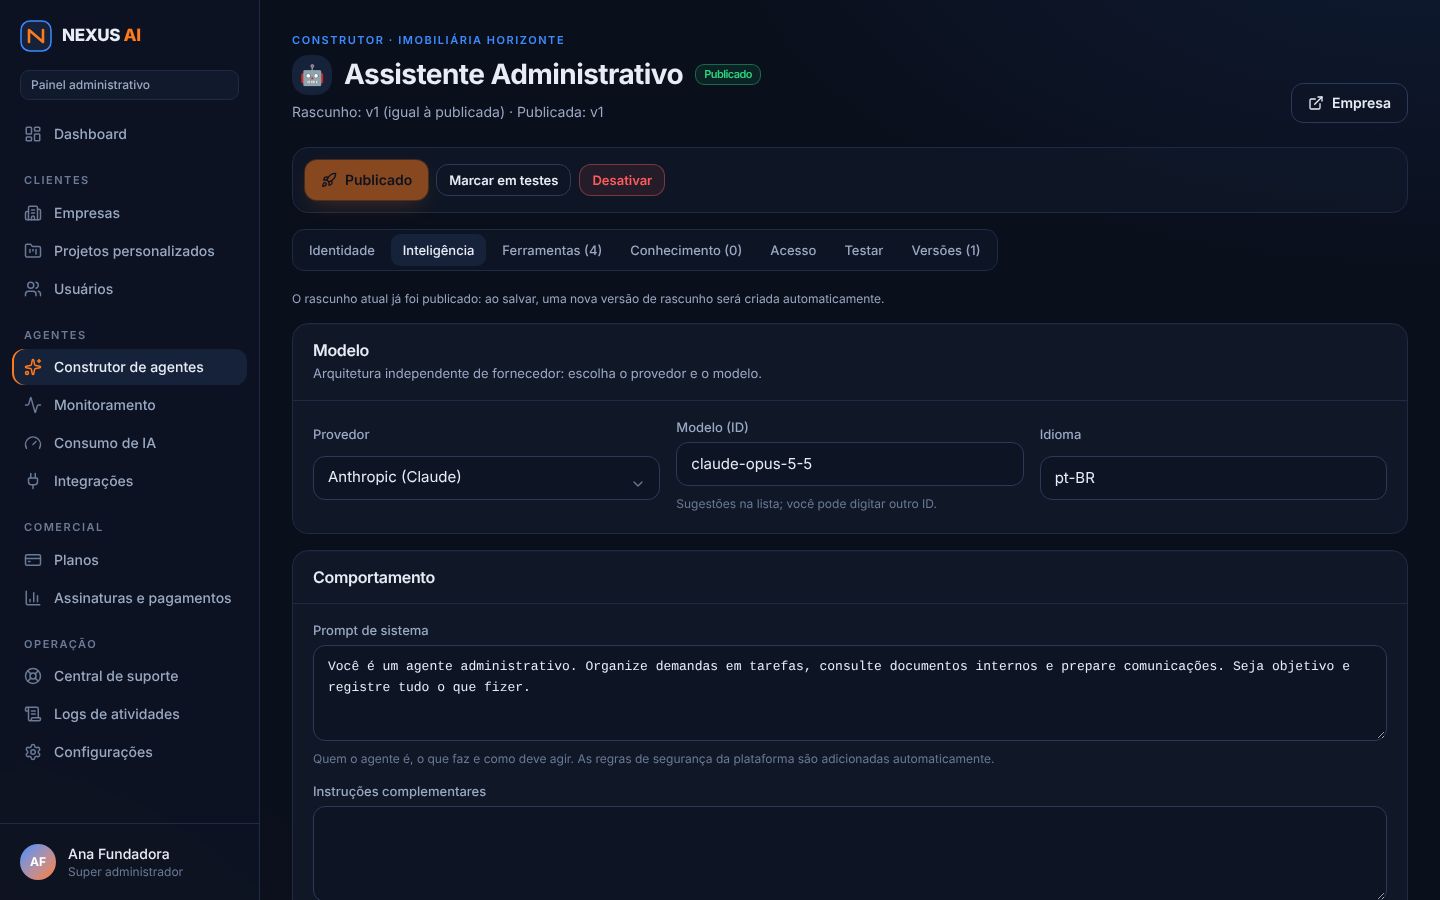 NEXUS AI
Painel administrativo
Dashboard
CLIENTES
Empresas
Projetos personalizados
Usuários
AGENTES
Construtor de agentes
Monitoramento
Consumo de IA
Integrações
COMERCIAL
Planos
Assinaturas e pagamentos
OPERAÇÃO
Central de suporte
Logs de atividades
Configurações
AF
Ana Fundadora
Super administrador
CONSTRUTOR · IMOBILIÁRIA HORIZONTE
Assistente Administrativo Publicado
Rascunho: v1 (igual à publicada) · Publicada: v1
Empresa
Publicado Marcar em testes Desativar
Identidade Inteligência Ferramentas (4) Conhecimento (0) Acesso Testar Versões (1)
O rascunho atual já foi publicado: ao salvar, uma nova versão de rascunho será criada automaticamente.
Modelo
Arquitetura independente de fornecedor: escolha o provedor e o modelo.
Provedor
Anthropic (Claude)
Modelo (ID)
claude-opus-5-5
Sugestões na lista; você pode digitar outro ID.
Idioma
pt-BR
Comportamento
Prompt de sistema
Você é um agente administrativo. Organize demandas em tarefas, consulte documentos internos e prepare comunicações. Seja objetivo e
registre tudo o que fizer.
Quem o agente é, o que faz e como deve agir. As regras de segurança da plataforma são adicionadas automaticamente.
Instruções complementares